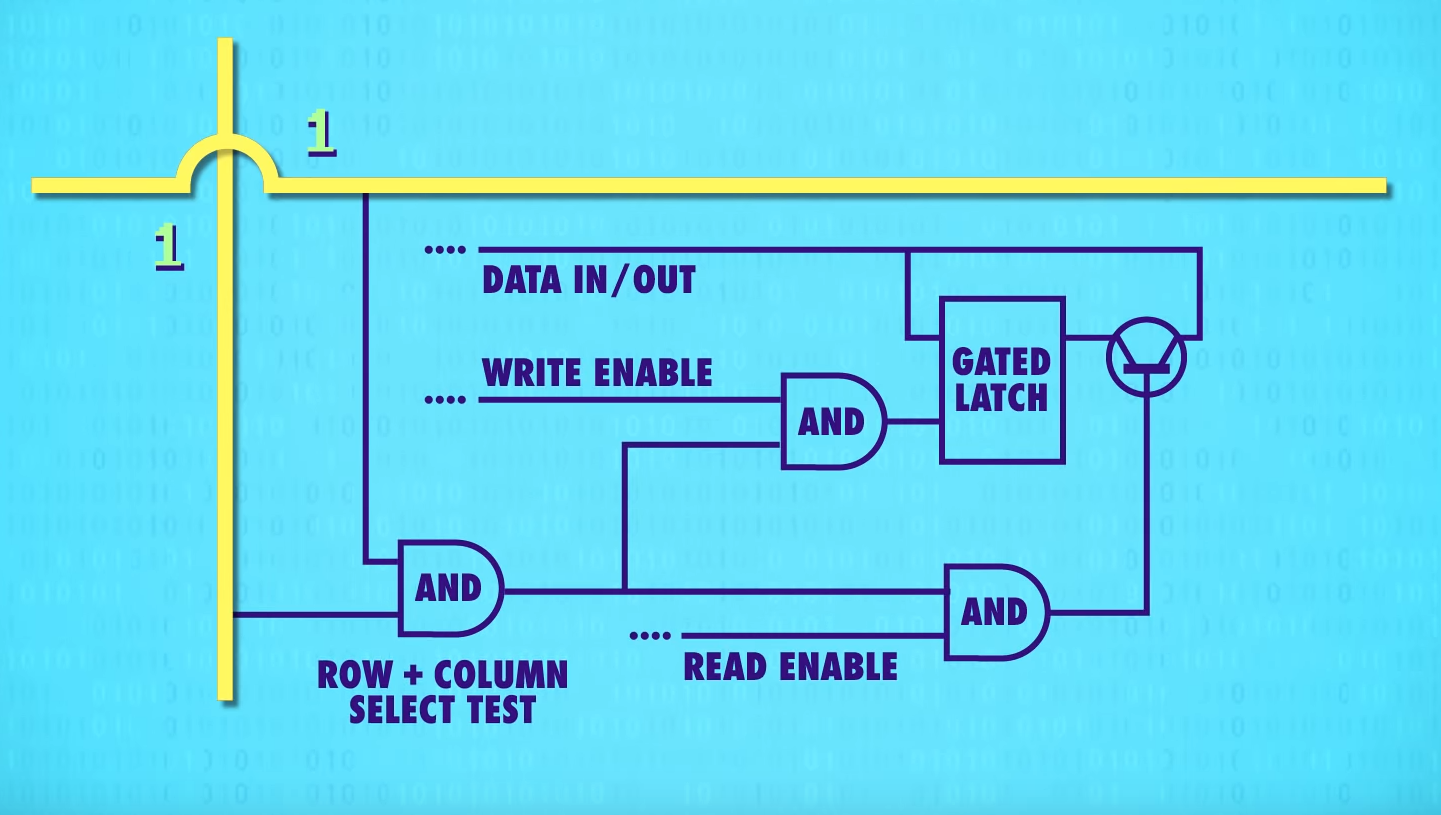 1
1
DATA IN/OUT
WRITE ENABLE
AND
GATED
LATCH
AND
AND
READ ENABLE
ROW + COLUMN
SELECT TEST